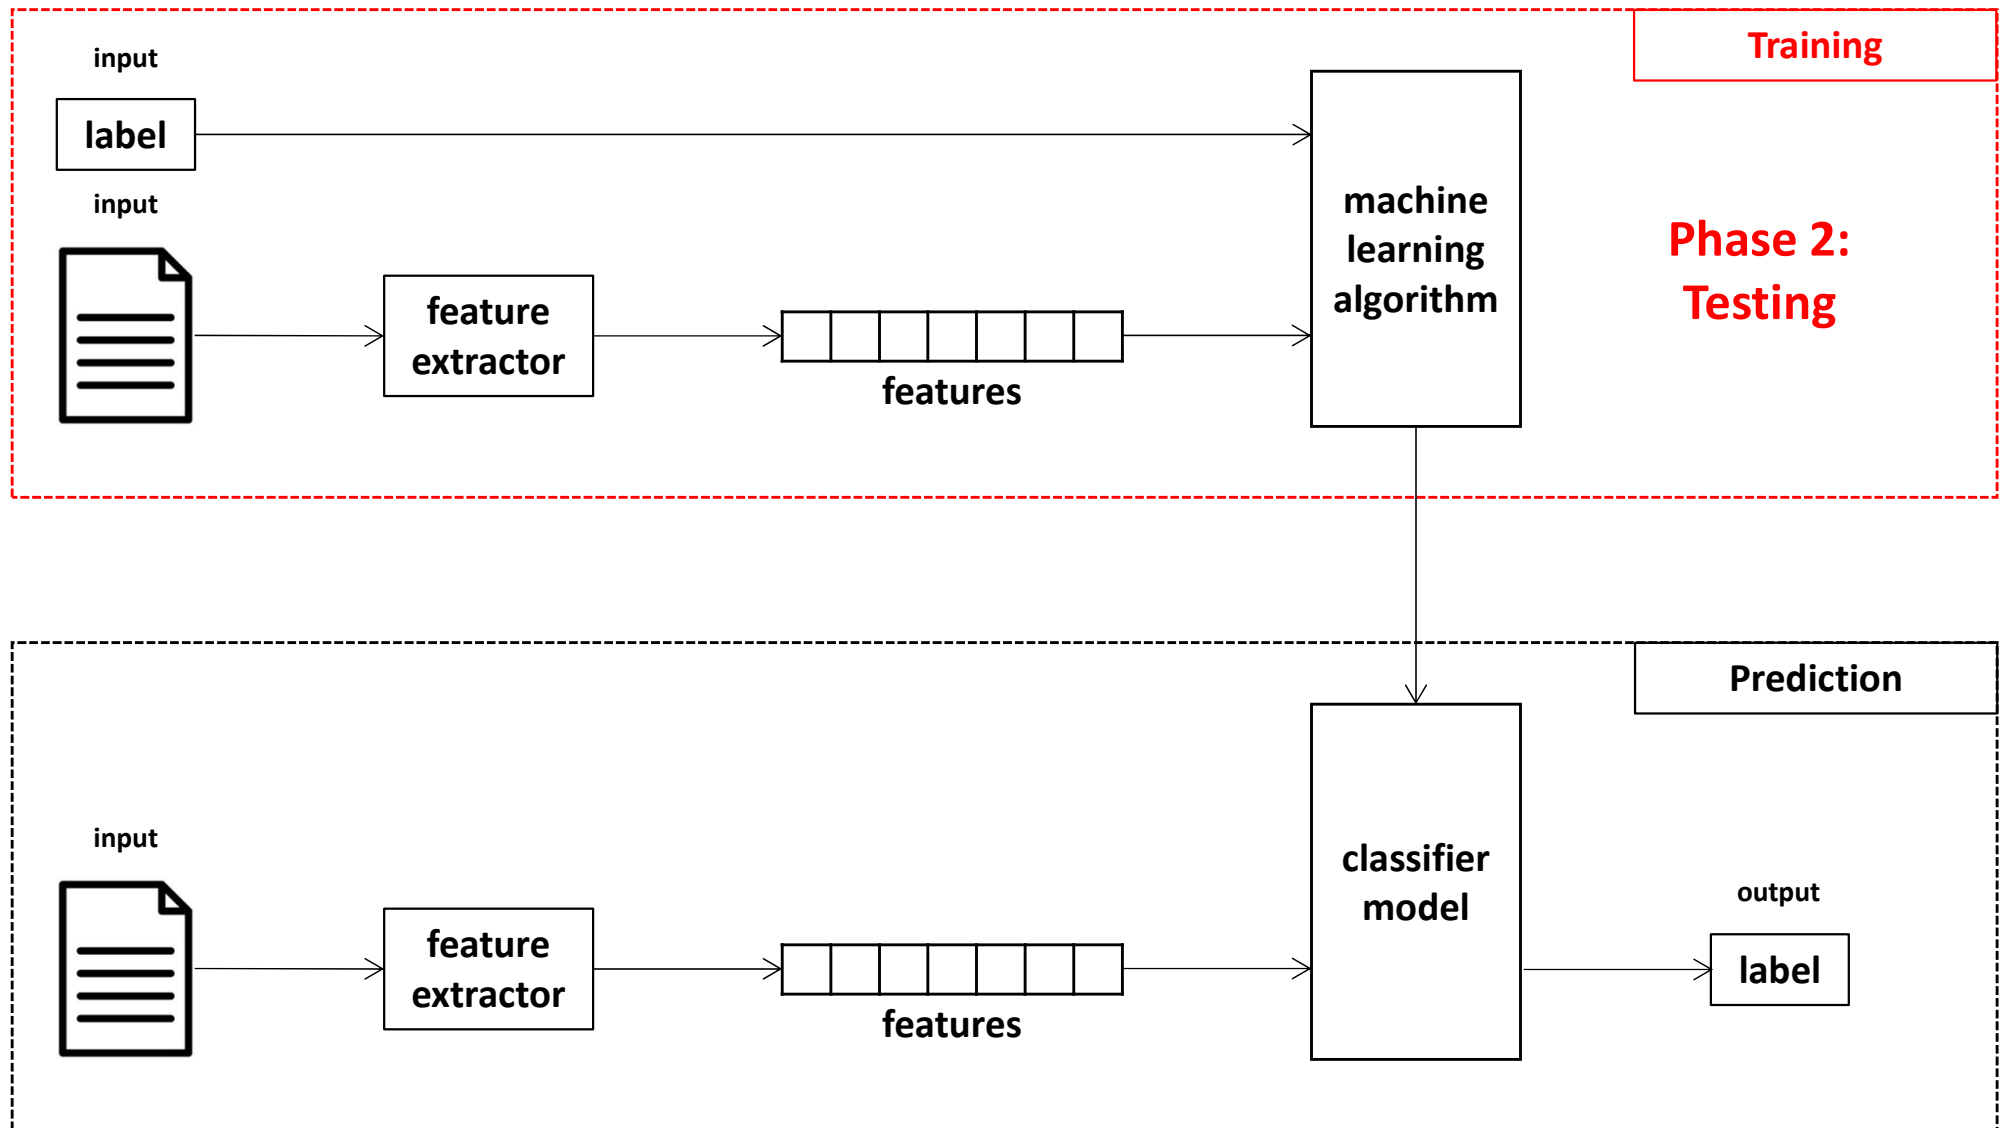 Training
input
label
input
machine
learning
algorithm
Phase 2:
Testing
feature
extractor
features
Prediction
input
feature
extractor
features
classifier
model
output
label